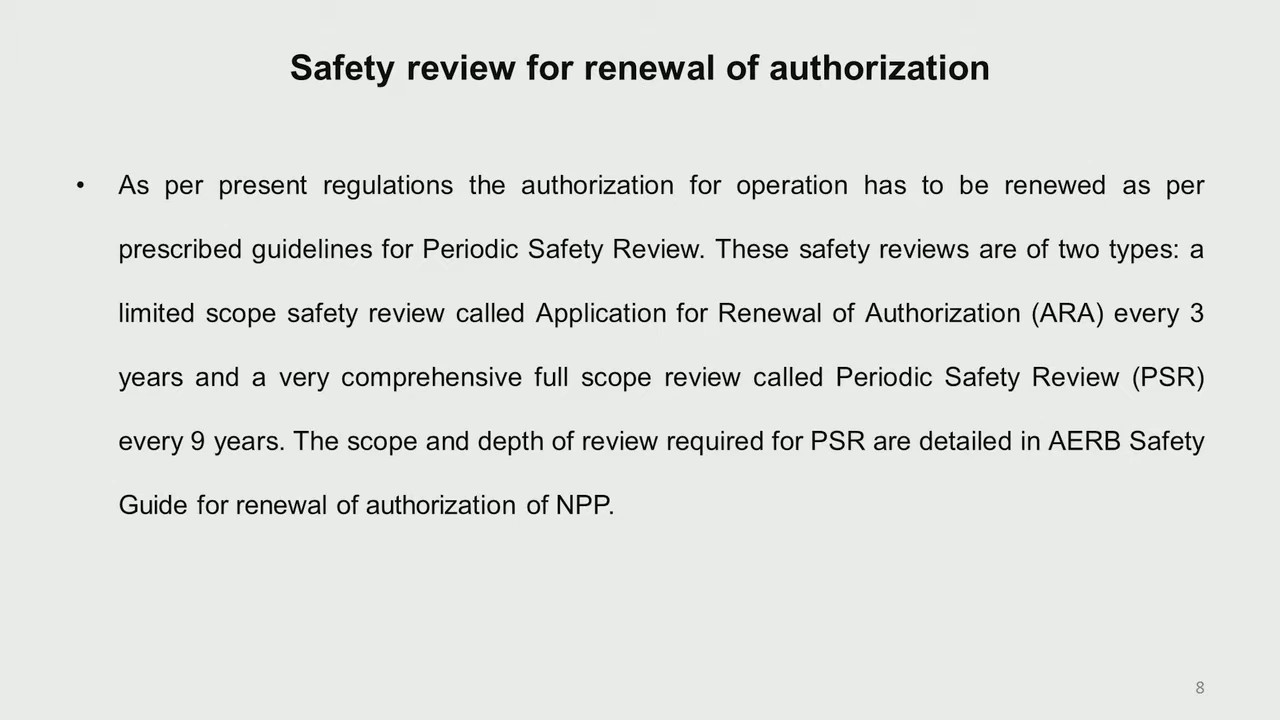 Safety review for renewal of authorization
• As per present regulations the authorization for operation has to be renewed as per
prescribed guidelines for Periodic Safety Review. These safety reviews are of two types: a
limited scope safety review called Application for Renewal of Authorization (ARA) every 3
years and a very comprehensive full scope review called Periodic Safety Review (PSR)
every 9 years. The scope and depth of review required for PSR are detailed in AERB Safety
Guide for renewal of authorization of NPP.
8